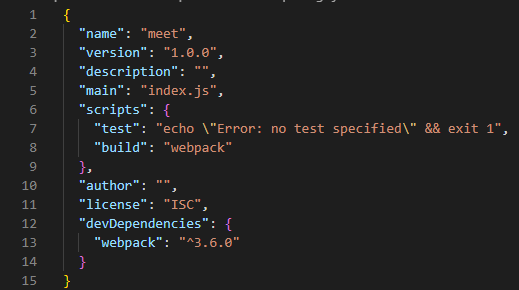 1 {
2 "name": "meet",
3 "version": "1.0.0",
4 "description": "",
5 "main": "index.js",
6 "scripts": {
7 "test": "echo \"Error: no test specified\" && exit 1",
8 "build": "webpack"
9 },
10 "author": "",
11 "license": "ISC",
12 "devDependencies": {
13 "webpack": "^3.6.0"
14 }
15 }